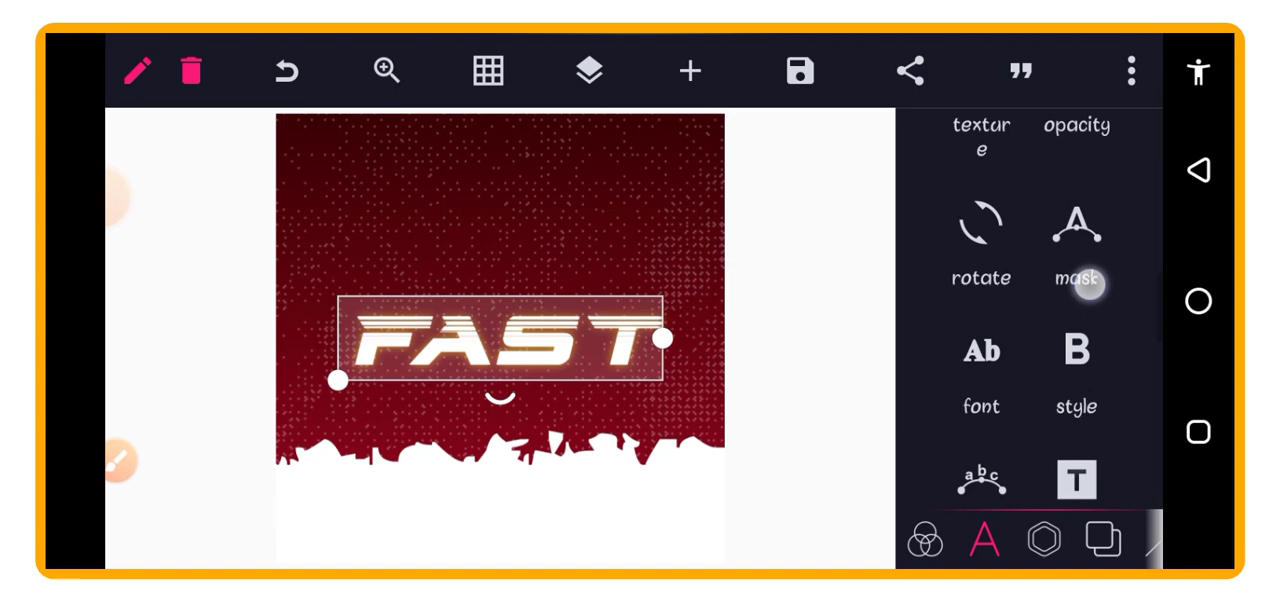 textur opacity
e
FAST
rotate mask
Ab B
font style
abc T
A